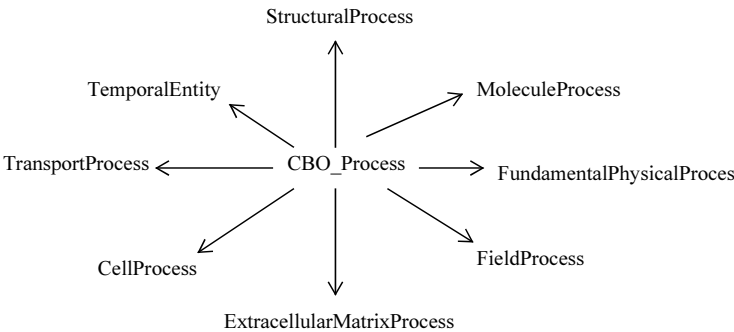 StructuralProcess
TemporalEntity
MoleculeProcess
TransportProcess
CBO_Process
FundamentalPhysicalProces
CellProcess
FieldProcess
ExtracellularMatrixProcess